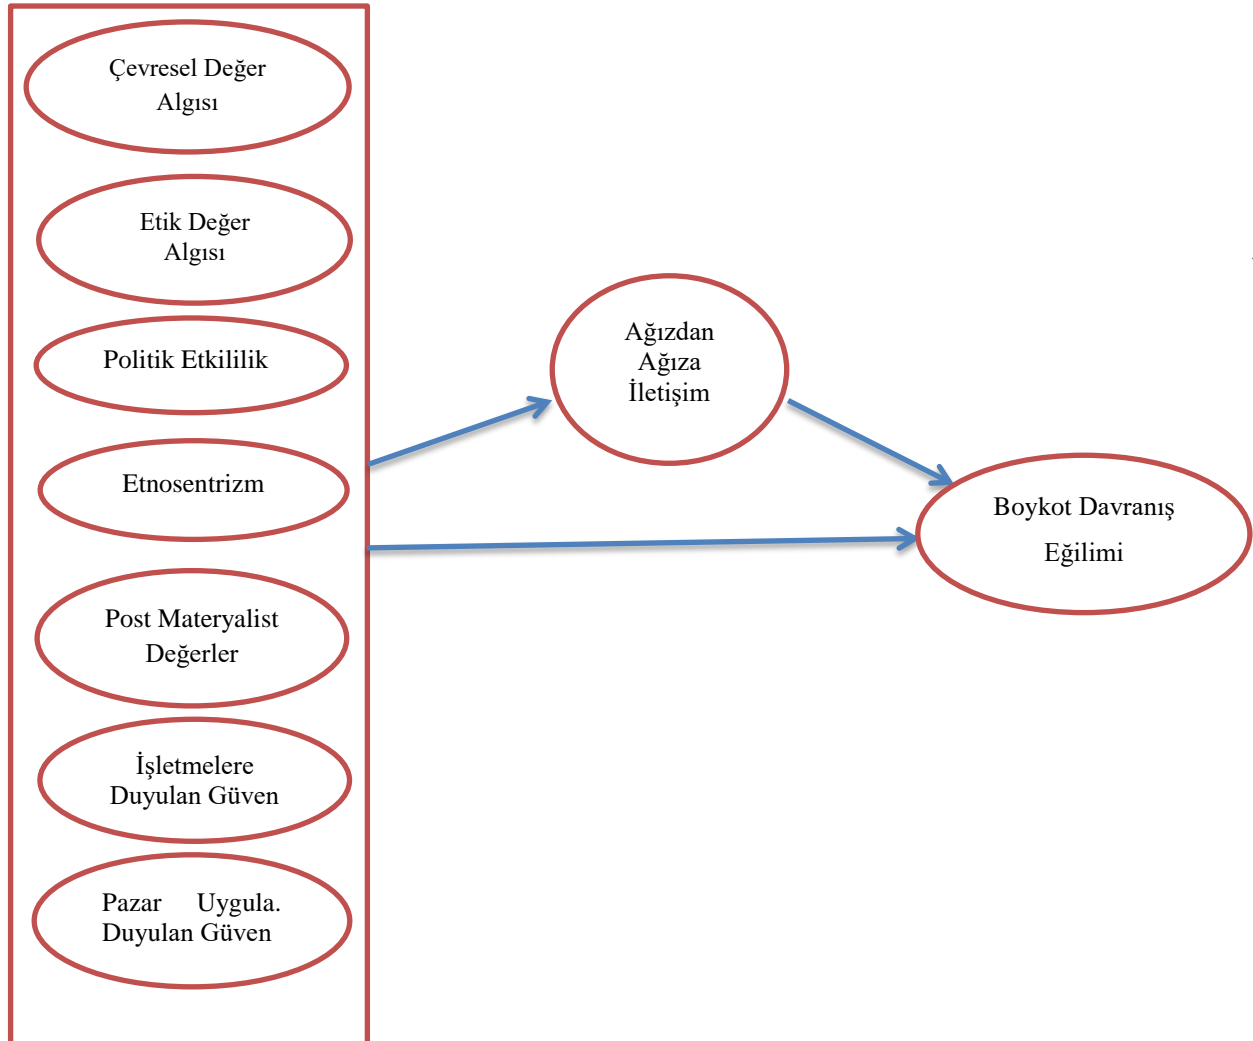 Çevresel Değer
Algısı
Etik Değer
Algısı
Politik Etkililik
Etnosentrizm
Post Materyalist
Değerler
İşletmelere
Duyulan Güven
Pazar Uygula.
Duyulan Güven
Ağızdan
Ağıza
İletişim
Boykot Davranış
Eğilimi